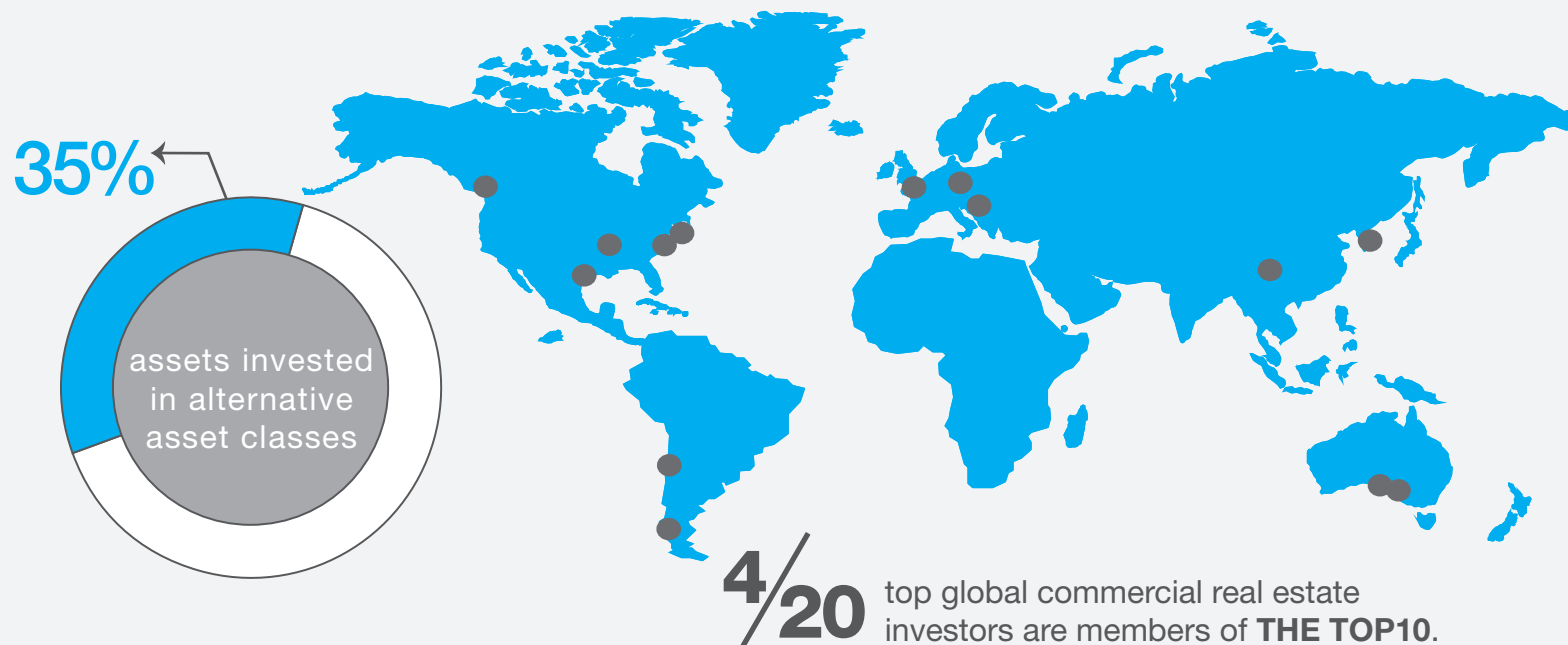 35%
assets invested
in alternative
asset classes
4/20
top global commercial real estate
investors are members of THE TOP10.